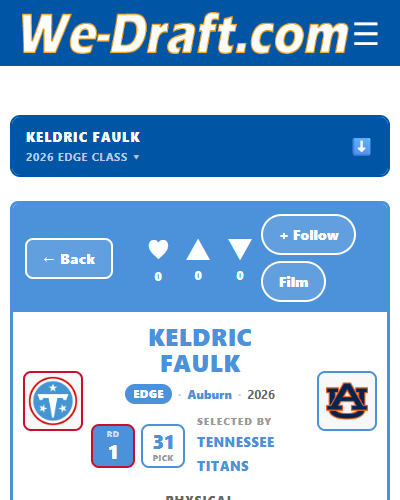 We-Draft.com
KELDRIC FAULK
2026 EDGE CLASS ▼
← Back
0
0
0
+ Follow
Film
KELDRIC
FAULK
EDGE · Auburn · 2026
RD
1
31
PICK
SELECTED BY
TENNESSEE
TITANS
PHYSICAL